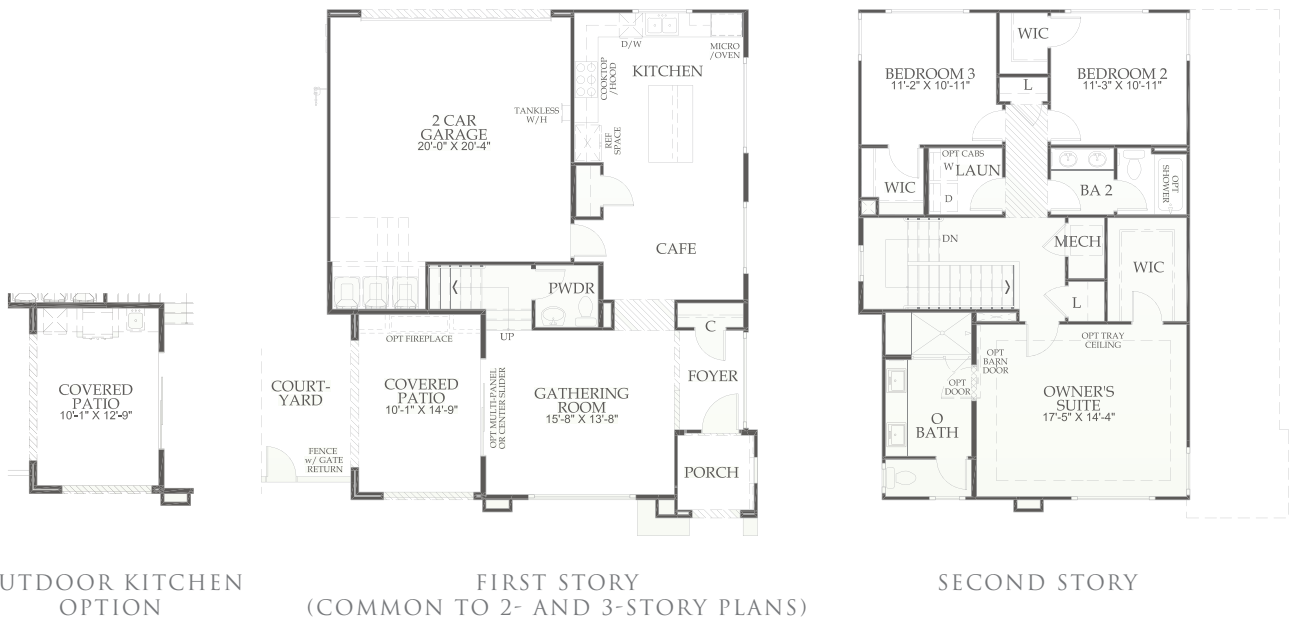 COVERED
PATIO
10'-1" X 12'-9"
UTDOOR KITCHEN
OPTION
2 CAR
GARAGE
20'-0" X 20'-4"
TANKLESS
W/H
D/W
MICRO
/OVEN
KITCHEN
COOKTOP
/HOOD
REF
SPACE
CAFE
PWDR
UP
C
FOYER
PORCH
OPT FIREPLACE
COVERED
PATIO
10'-1" X 14'-9"
COURT-
YARD
FENCE
w/ GATE
RETURN
OPT MULTI-PANEL
OR CENTER SLIDER
GATHERING
ROOM
15'-8" X 13'-8"
FIRST STORY
(COMMON TO 2- AND 3-STORY PLANS)
WIC
BEDROOM 3
11'-2" X 10'-11"
BEDROOM 2
11'-3" X 10'-11"
L
OPT CABS
W
LAUN
D
WIC
BA 2
OPT
SHOWER
DN
MECH
WIC
L
OPT TRAY
CEILING
OPT
BARN
DOOR
OPT
DOOR
OWNER'S
SUITE
17'-5" X 14'-4"
O
BATH
SECOND STORY